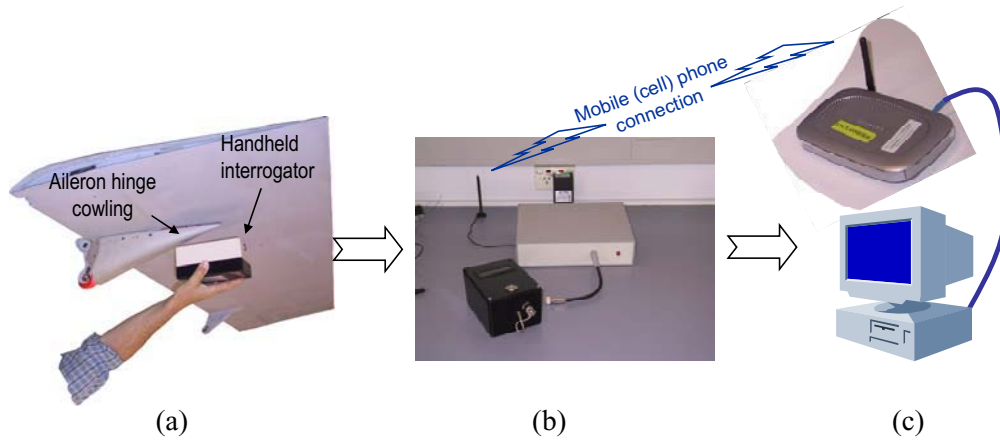 Mobile (cell) phone
connection
Handheld
interrogator
Aileron hinge
cowling
(a)
(b)
(c)